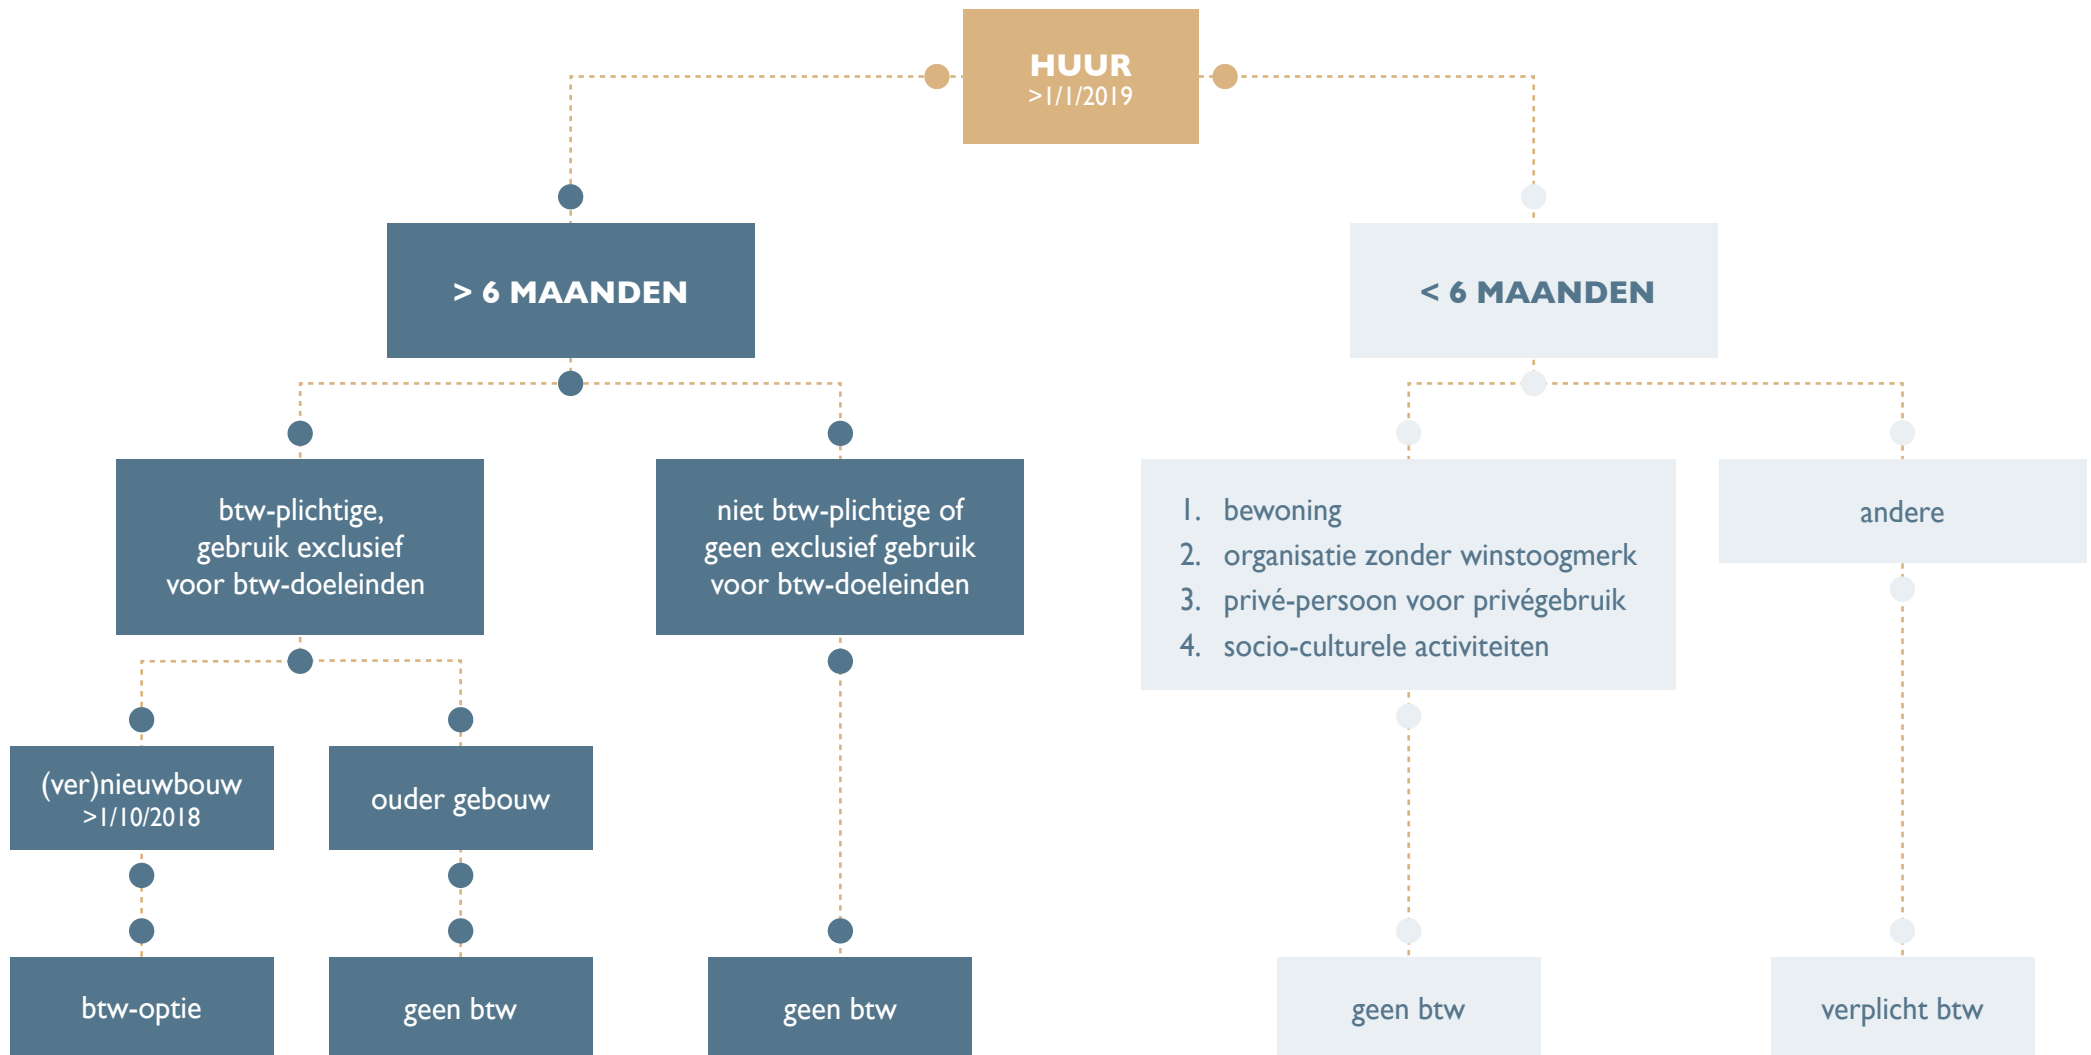 HUUR
>1/1/2019
> 6 MAANDEN
< 6 MAANDEN
btw-plichtige,
gebruik exclusief
voor btw-doeleinden
niet btw-plichtige of
geen exclusief gebruik
voor btw-doeleinden
1. bewoning
2. organisatie zonder winstoogmerk
3. privé-persoon voor privégebruik
4. socio-culturele activiteiten
andere
(ver)nieuwbouw
>1/10/2018
ouder gebouw
btw-optie
geen btw
geen btw
geen btw
verplicht btw